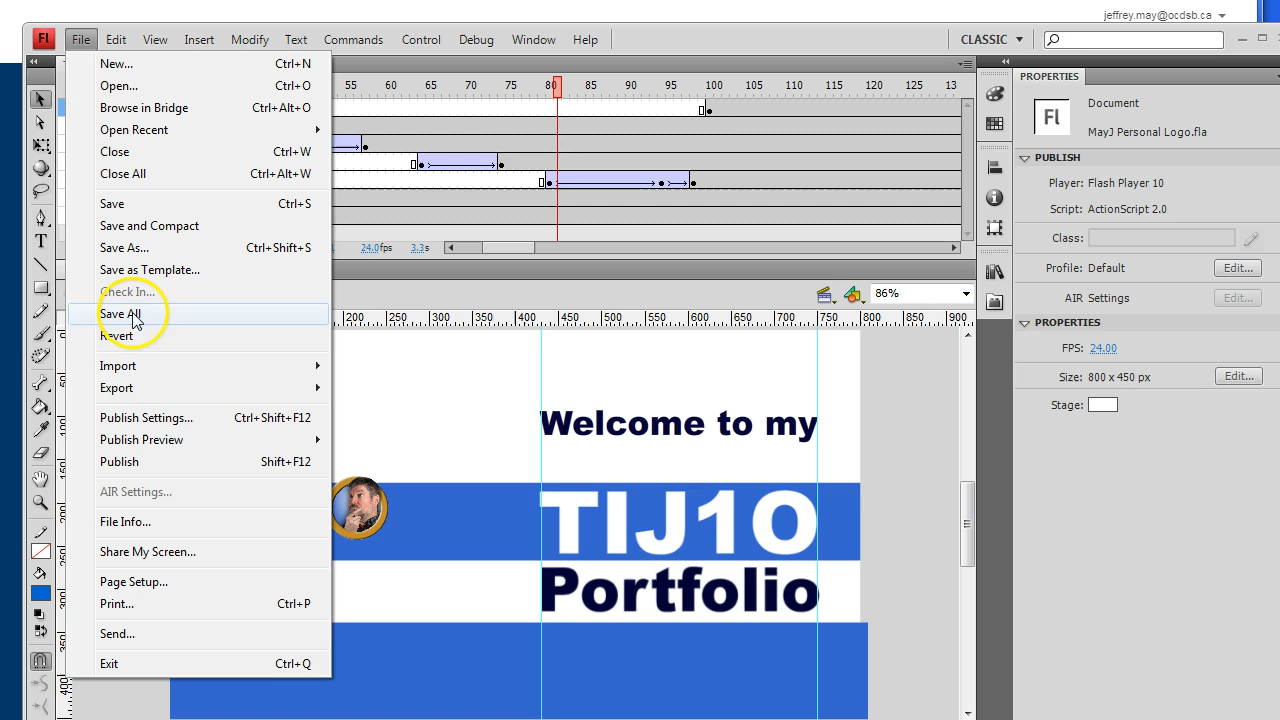 jeffrey.may@ocdsb.ca
Fl File Edit View Insert Modify Text Commands Control Debug Window Help CLASSIC
New... Ctrl+N
Open... Ctrl+O
Browse in Bridge Ctrl+Alt+O
Open Recent
Close Ctrl+W
Close All Ctrl+Alt+W
Save Ctrl+S
Save and Compact
Save As... Ctrl+Shift+S
Save as Template...
Check In...
Save All
Revert
Import
Export
Publish Settings... Ctrl+Shift+F12
Publish Preview
Publish Shift+F12
AIR Settings...
File Info...
Share My Screen...
Page Setup...
Print... Ctrl+P
Send...
Exit Ctrl+Q
55 60 65 70 75 80 85 90 95 100 105 110 115 120 125 13
24.0fps 3.3s
86%
200 250 300 350 400 450 500 550 600 650 700 750 800 850 900
Welcome to my
TIJ1O
Portfolio
PROPERTIES
Fl
Document
MayJ Personal Logo.fla
PUBLISH
Player: Flash Player 10
Script: ActionScript 2.0
Class:
Profile: Default Edit...
AIR Settings Edit...
PROPERTIES
FPS: 24.00
Size: 800 x 450 px Edit...
Stage: